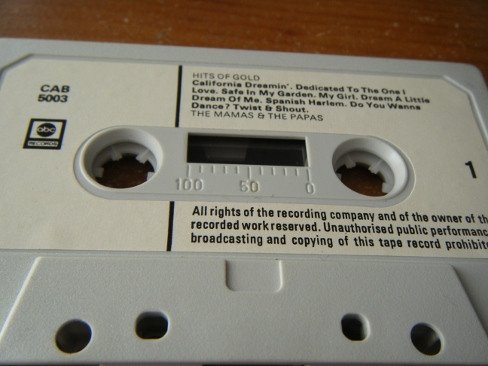 CAB
5003
abc
RECORDS
HITS OF GOLD
California Dreamin'. Dedicated To The One I
Love. Safe In My Garden. My Girl. Dream A Little
Dream Of Me. Spanish Harlem. Do You Wanna
Dance? Twist & Shout.
THE MAMAS & THE PAPAS
1
100 50 0
All rights of the recording company and of the owner of the
recorded work reserved. Unauthorised public performanc
broadcasting and copying of this tape record prohibite